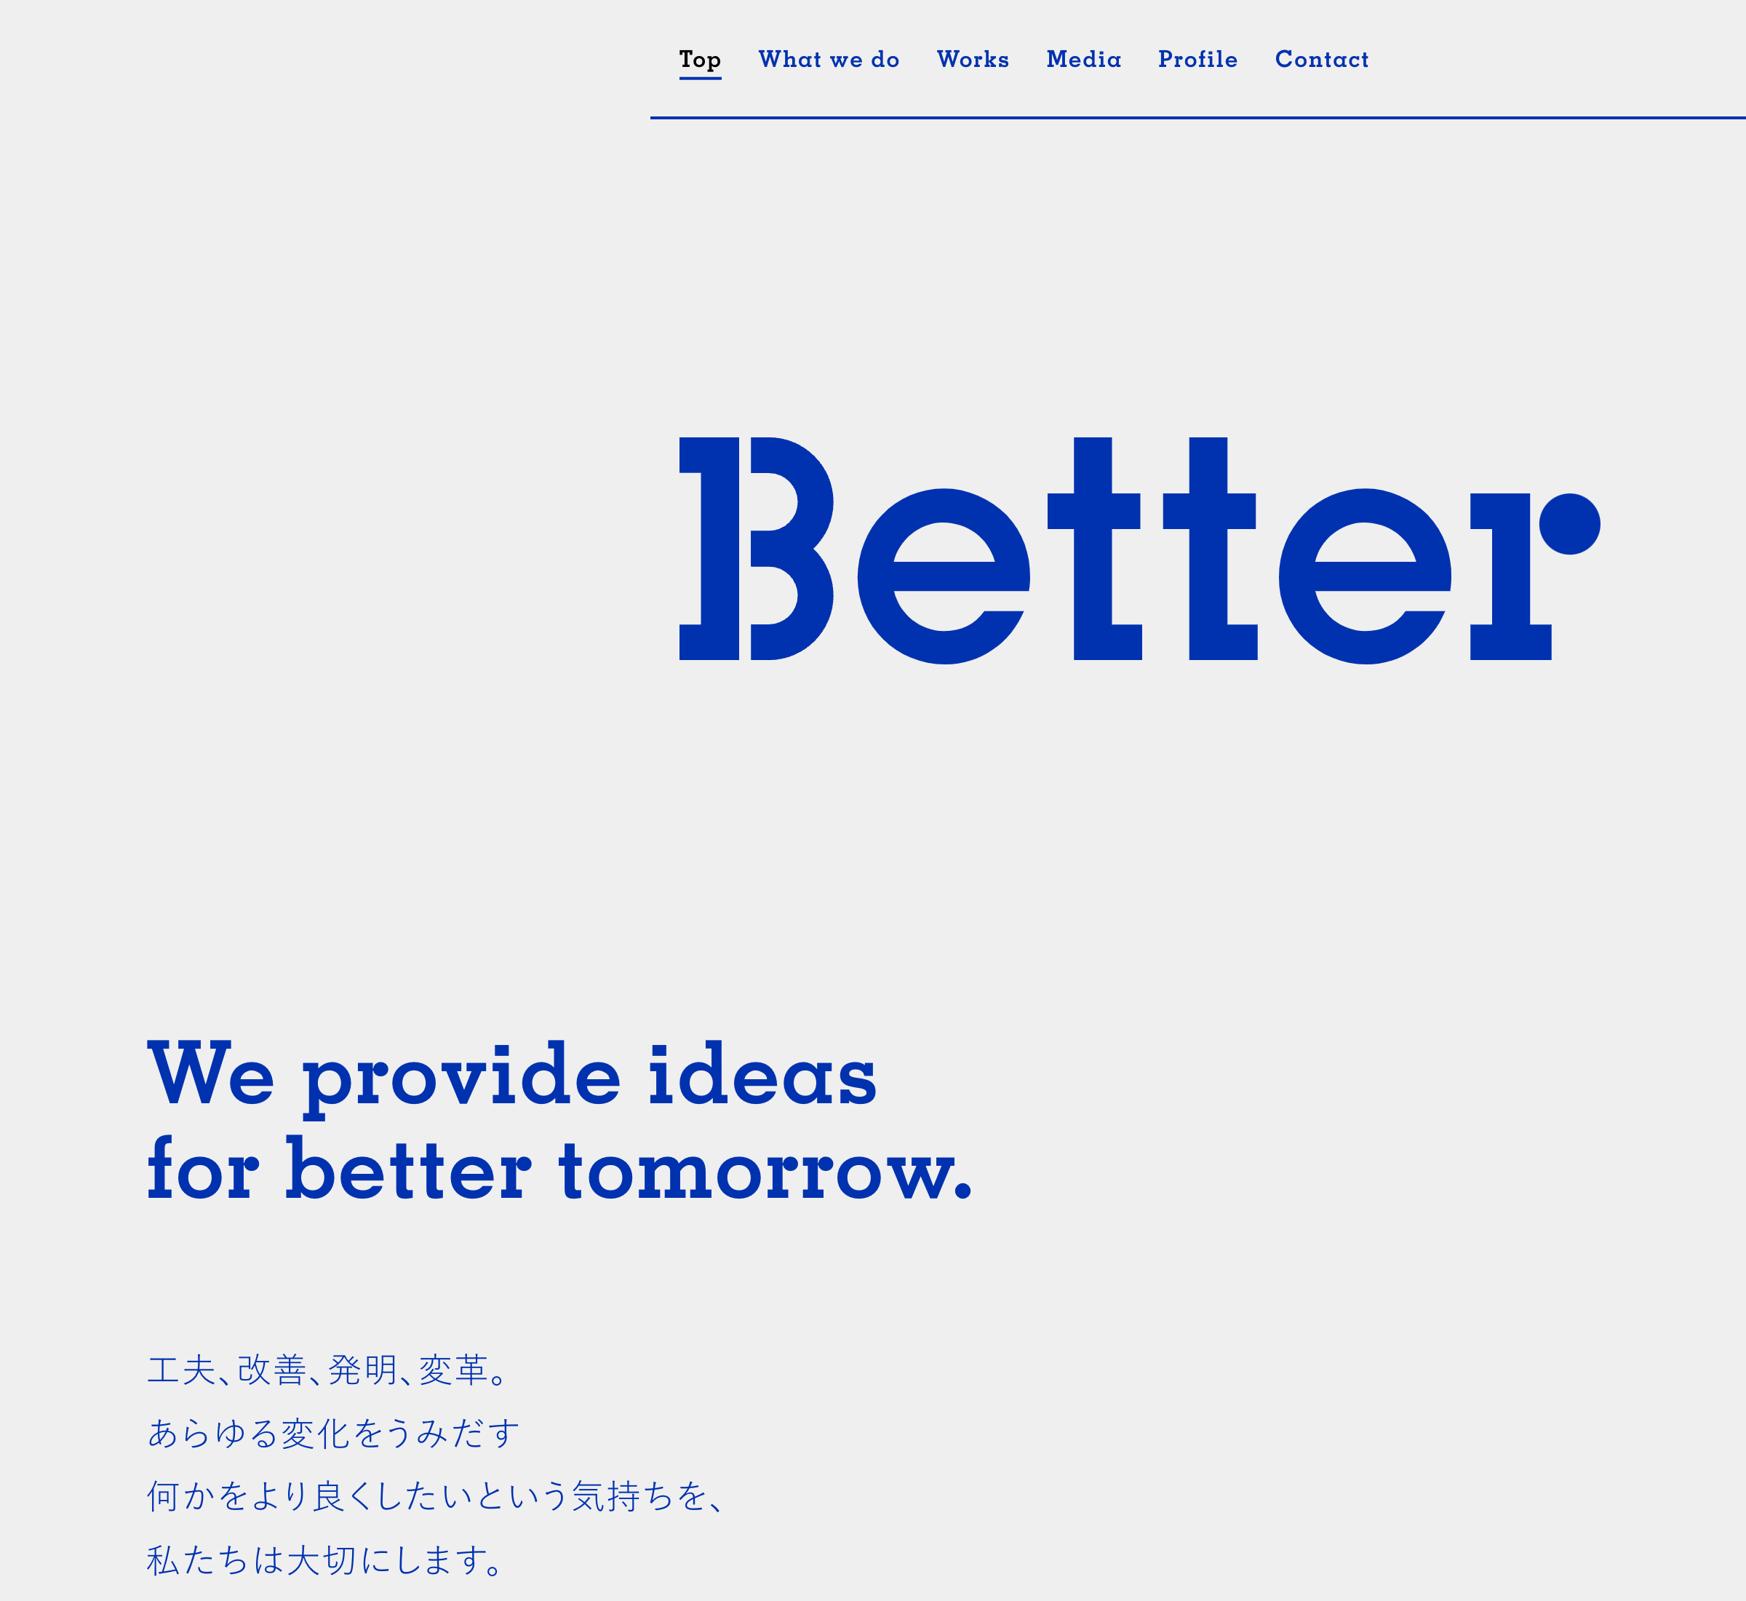 Top What we do Works Media Profile Contact
Better
We provide ideas
for better tomorrow.
工夫、改善、発明、変革。
あらゆる変化をうみだす
何かをより良くしたいという気持ちを、
私たちは大切にします。